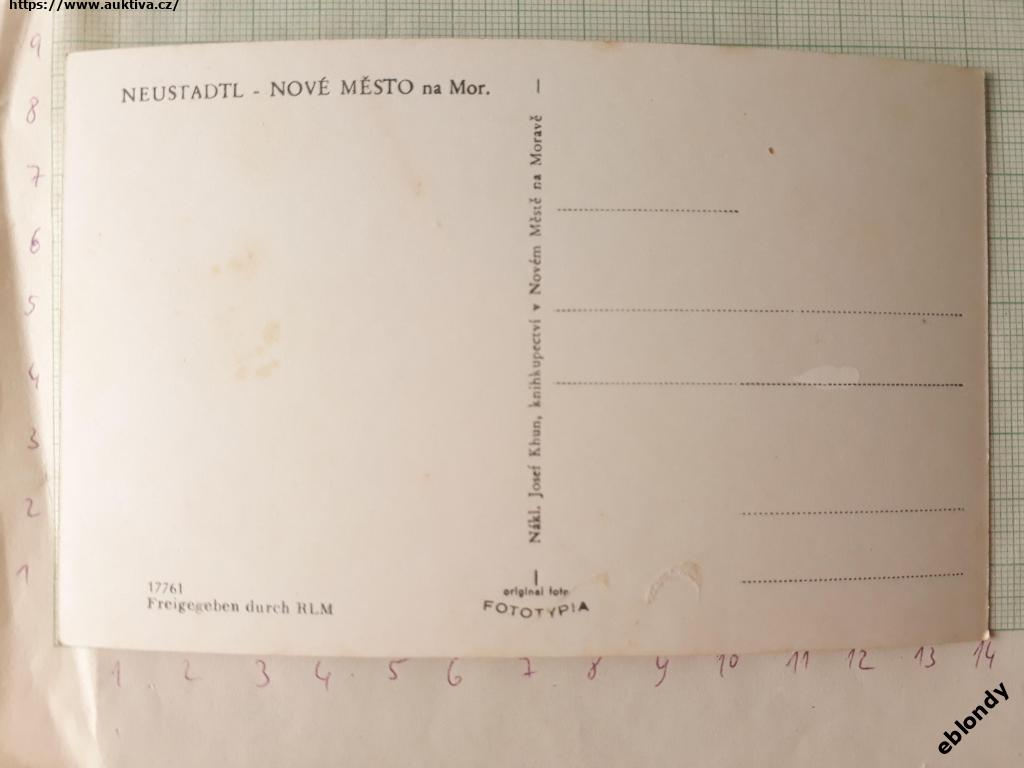 https://www.auktiva.cz/
9
8
7
6
5
4
3
2
1
NEUSTADTL - NOVÉ MĚSTO na Mor.
Nákl. Josef Khun, knihkupectví v Novém Městě na Moravě
17761
Freigegeben durch RLM
original foto
FOTOTYPIA
1 2 3 4 5 6 7 8 9 10 11 12 13 14
eblondy